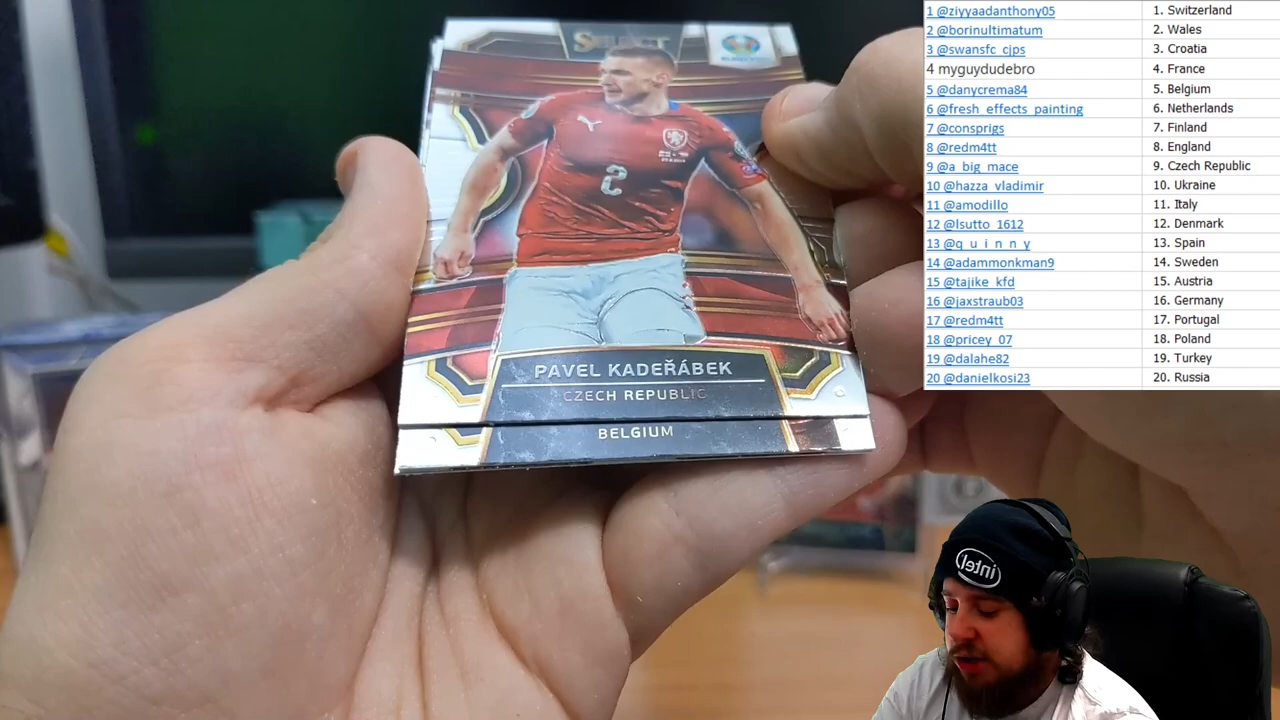 SELECT
2
PAVEL KADEŘÁBEK
CZECH REPUBLIC
BELGIUM
1 @ziyyaadanthony05 1. Switzerland
2 @borinultimatum 2. Wales
3 @swansfc_cjps 3. Croatia
4 myguydudebro 4. France
5 @danycrema84 5. Belgium
6 @fresh_effects_painting 6. Netherlands
7 @consprigs 7. Finland
8 @redm4tt 8. England
9 @a_big_mace 9. Czech Republic
10 @hazza_vladimir 10. Ukraine
11 @amodillo 11. Italy
12 @lsutto_1612 12. Denmark
13 @q_u_i_n_n_y 13. Spain
14 @adammonkman9 14. Sweden
15 @tajike_kfd 15. Austria
16 @jaxstraub03 16. Germany
17 @redm4tt 17. Portugal
18 @pricey_07 18. Poland
19 @dalahe82 19. Turkey
20 @danielkosi23 20. Russia
intel